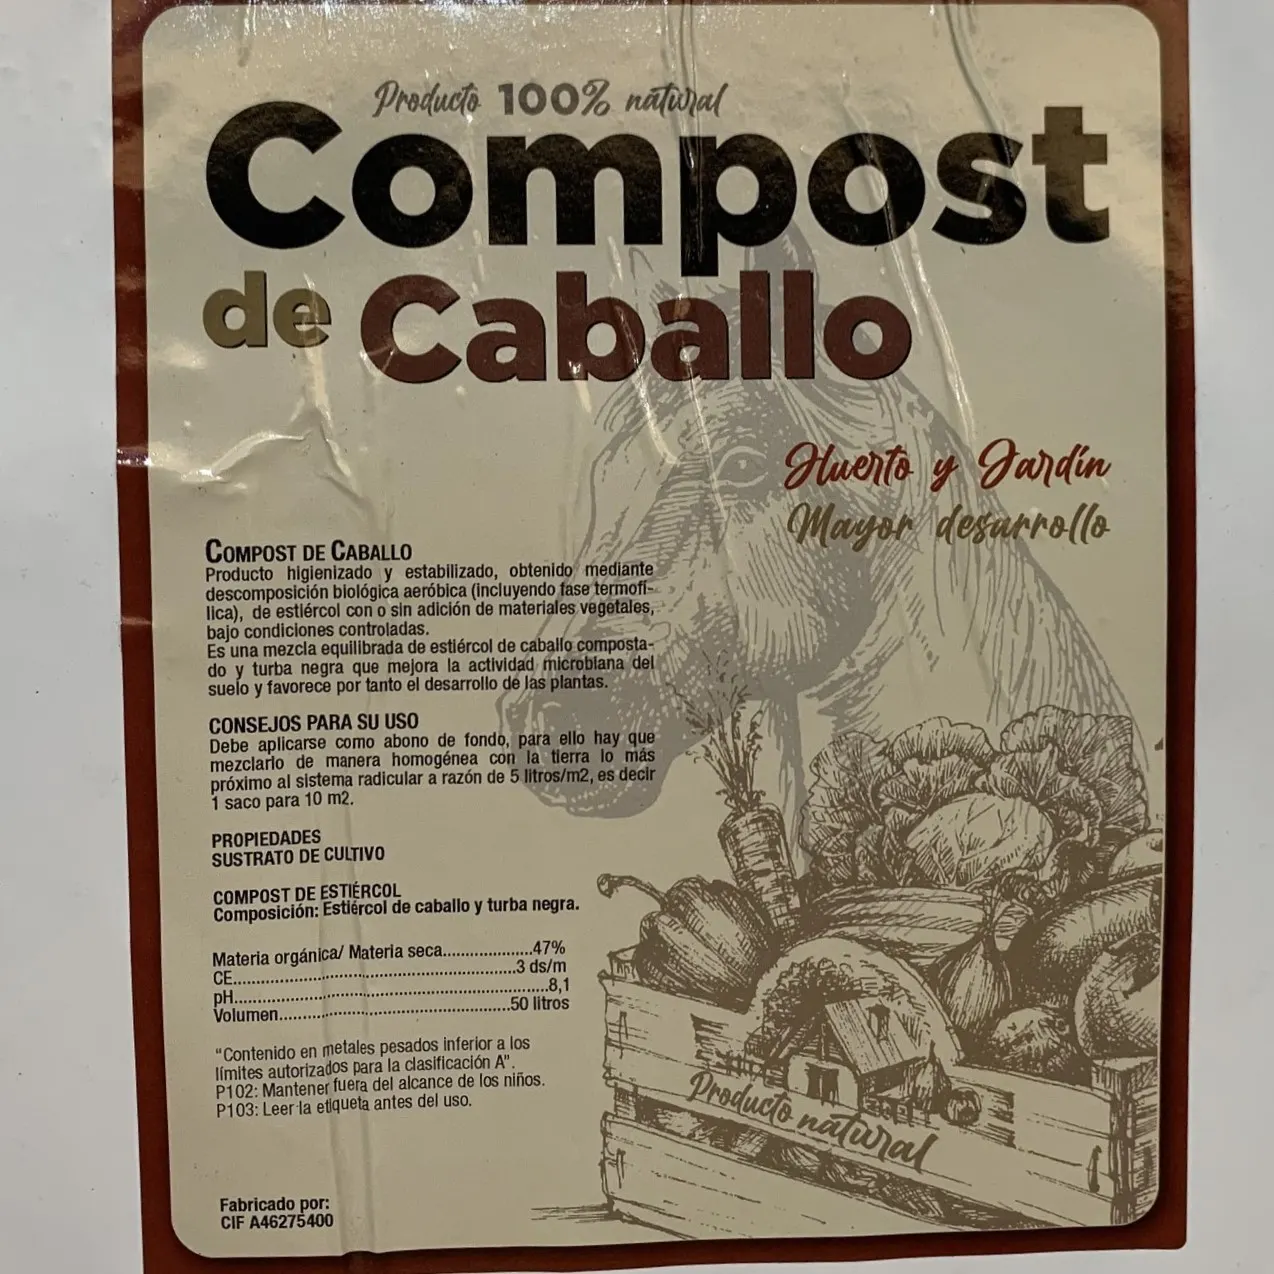 Producto 100% natural
Compost
de Caballo
Huerto y Jardín
Mayor desarrollo
COMPOST DE CABALLO
Producto higienizado y estabilizado, obtenido mediante
descomposición biológica aeróbica (incluyendo fase termofí-
lica), de estiércol con o sin adición de materiales vegetales,
bajo condiciones controladas.
Es una mezcla equilibrada de estiércol de caballo composta-
do y turba negra que mejora la actividad microbiana del
suelo y favorece por tanto el desarrollo de las plantas.
CONSEJOS PARA SU USO
Debe aplicarse como abono de fondo, para ello hay que
mezclarlo de manera homogénea con la tierra lo más
próximo al sistema radicular a razón de 5 litros/m2, es decir
1 saco para 10 m2.
PROPIEDADES
SUSTRATO DE CULTIVO
COMPOST DE ESTIÉRCOL
Composición: Estiércol de caballo y turba negra.
Materia orgánica/ Materia seca..................47%
CE..........................................................3 ds/m
pH................................................................8,1
Volumen...............................................50 litros
"Contenido en metales pesados inferior a los
límites autorizados para la clasificación A".
P102: Mantener fuera del alcance de los niños.
P103: Leer la etiqueta antes del uso.
Producto natural
Fabricado por:
CIF A46275400